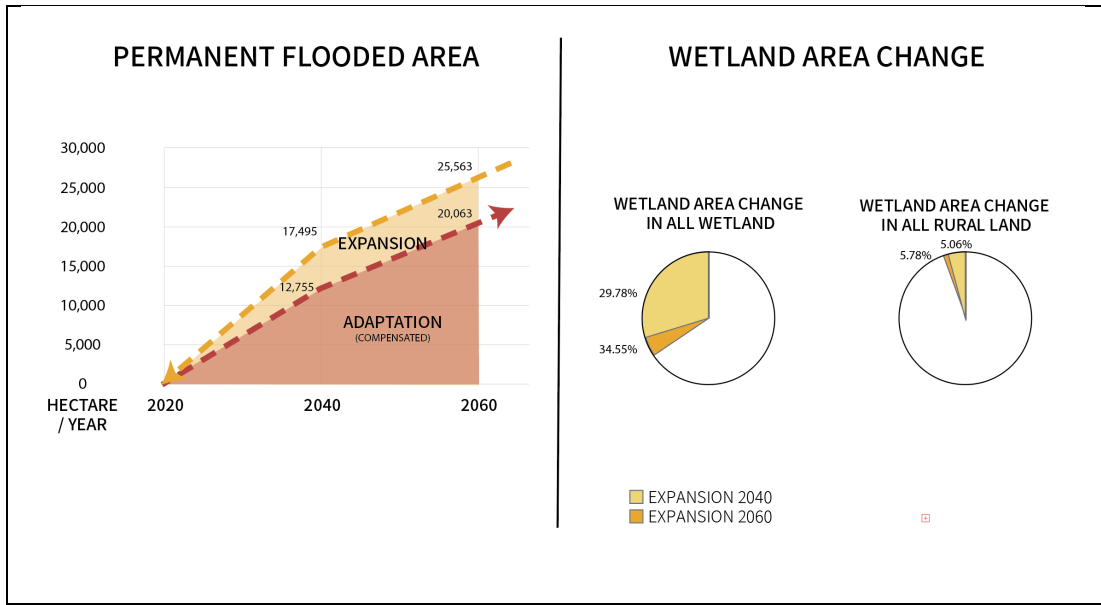 PERMANENT FLOODED AREA
30,000
25,000
20,000
15,000
10,000
5,000
0
HECTARE
/ YEAR
2020
2040
2060
17,495
25,563
12,755
20,063
EXPANSION
ADAPTATION
(COMPENSATED)
WETLAND AREA CHANGE
WETLAND AREA CHANGE
IN ALL WETLAND
29.78%
34.55%
WETLAND AREA CHANGE
IN ALL RURAL LAND
5.06%
5.78%
EXPANSION 2040
EXPANSION 2060